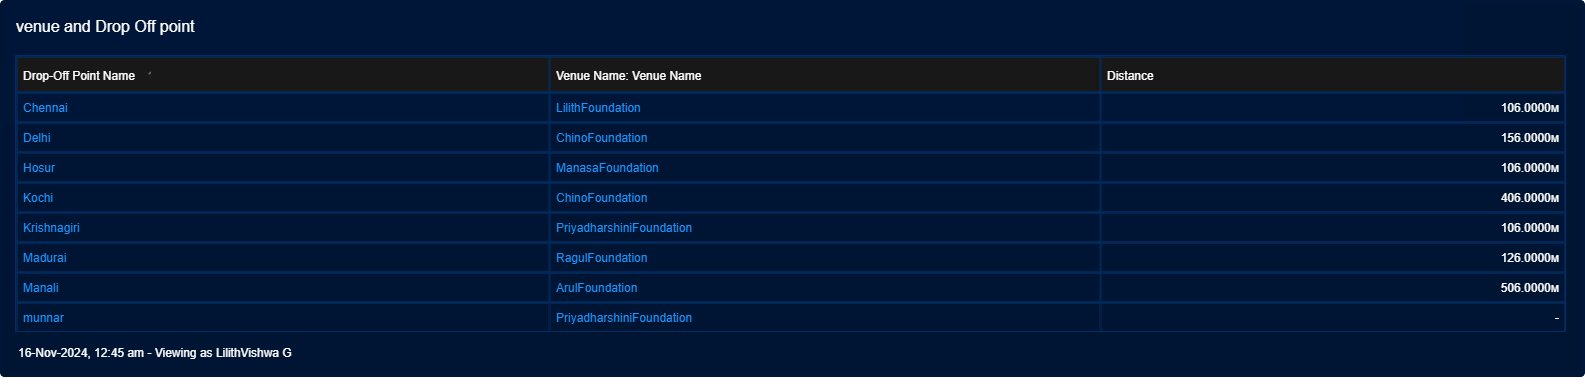 venue and Drop Off point
Drop-Off Point Name Venue Name: Venue Name Distance
Chennai LilithFoundation 106.0000м
Delhi ChinoFoundation 156.0000м
Hosur ManasaFoundation 106.0000м
Kochi ChinoFoundation 406.0000м
Krishnagiri PriyadharshiniFoundation 106.0000м
Madurai RagulFoundation 126.0000м
Manali ArulFoundation 506.0000м
munnar PriyadharshiniFoundation -
16-Nov-2024, 12:45 am - Viewing as LilithVishwa G